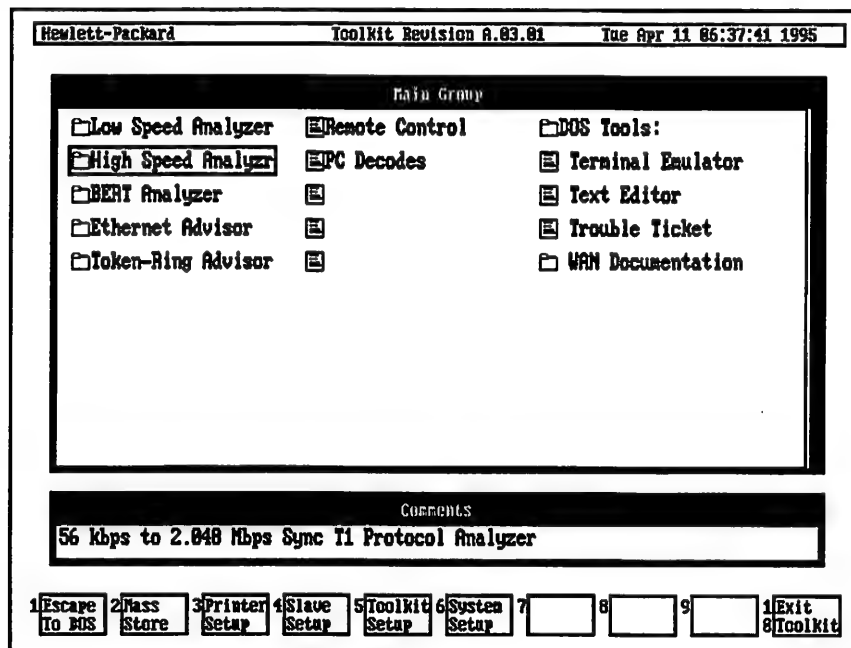 Hewlett-Packard Toolkit Revision A.03.01 Tue Apr 11 06:37:41 1995
Main Group
Low Speed Analyzer Remote Control DOS Tools:
High Speed Analyzr PC Decodes Terminal Emulator
BERT Analyzer Text Editor
Ethernet Advisor Trouble Ticket
Token-Ring Advisor WAN Documentation
Comments
56 kbps to 2.048 Mbps Sync T1 Protocol Analyzer
1 Escape 2 Mass 3 Printer 4 Slave 5 Toolkit 6 System 7 8 9 1 Exit
To DOS Store Setup Setup Setup Setup 0 Toolkit